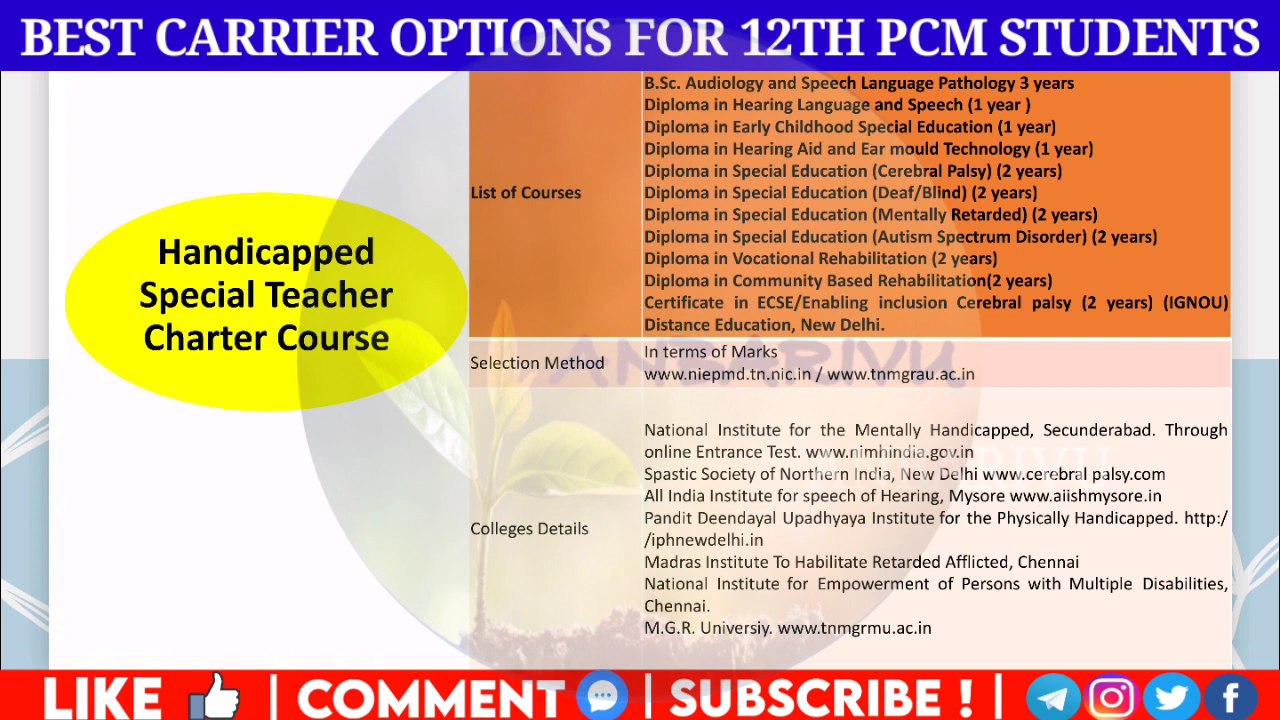 BEST CARRIER OPTIONS FOR 12TH PCM STUDENTS
Handicapped
Special Teacher
Charter Course
List of Courses
B.Sc. Audiology and Speech Language Pathology 3 years
Diploma in Hearing Language and Speech (1 year )
Diploma in Early Childhood Special Education (1 year)
Diploma in Hearing Aid and Ear mould Technology (1 year)
Diploma in Special Education (Cerebral Palsy) (2 years)
Diploma in Special Education (Deaf/Blind) (2 years)
Diploma in Special Education (Mentally Retarded) (2 years)
Diploma in Special Education (Autism Spectrum Disorder) (2 years)
Diploma in Vocational Rehabilitation (2 years)
Diploma in Community Based Rehabilitation(2 years)
Certificate in ECSE/Enabling inclusion Cerebral palsy (2 years) (IGNOU)
Distance Education, New Delhi.
Selection Method
In terms of Marks
www.niepmd.tn.nic.in / www.tnmgrau.ac.in
ANDARIVU
Colleges Details
National Institute for the Mentally Handicapped, Secunderabad. Through
online Entrance Test. www.nimhindia.gov.in
Spastic Society of Northern India, New Delhi www.cerebral palsy.com
All India Institute for speech of Hearing, Mysore www.aiishmysore.in
Pandit Deendayal Upadhyaya Institute for the Physically Handicapped. http:/
/iphnewdelhi.in
Madras Institute To Habilitate Retarded Afflicted, Chennai
National Institute for Empowerment of Persons with Multiple Disabilities,
Chennai.
M.G.R. Universiy. www.tnmgrmu.ac.in
LIKE | COMMENT | SUBSCRIBE ! |